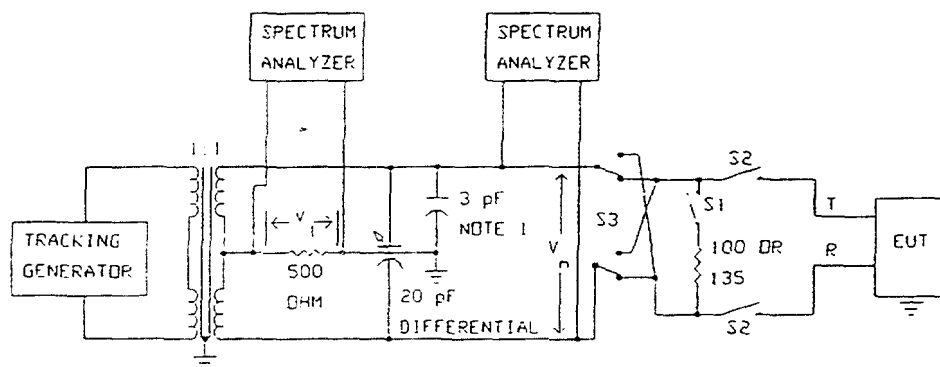 SPECTRUM
ANALYZER
SPECTRUM
ANALYZER
1:1
S2
T
S1
3 pF
NOTE 1
S3
V
1
V
n
TRACKING
GENERATOR
500
OHM
20 pF
DIFFERENTIAL
100 OR
135
R
EUT
S2